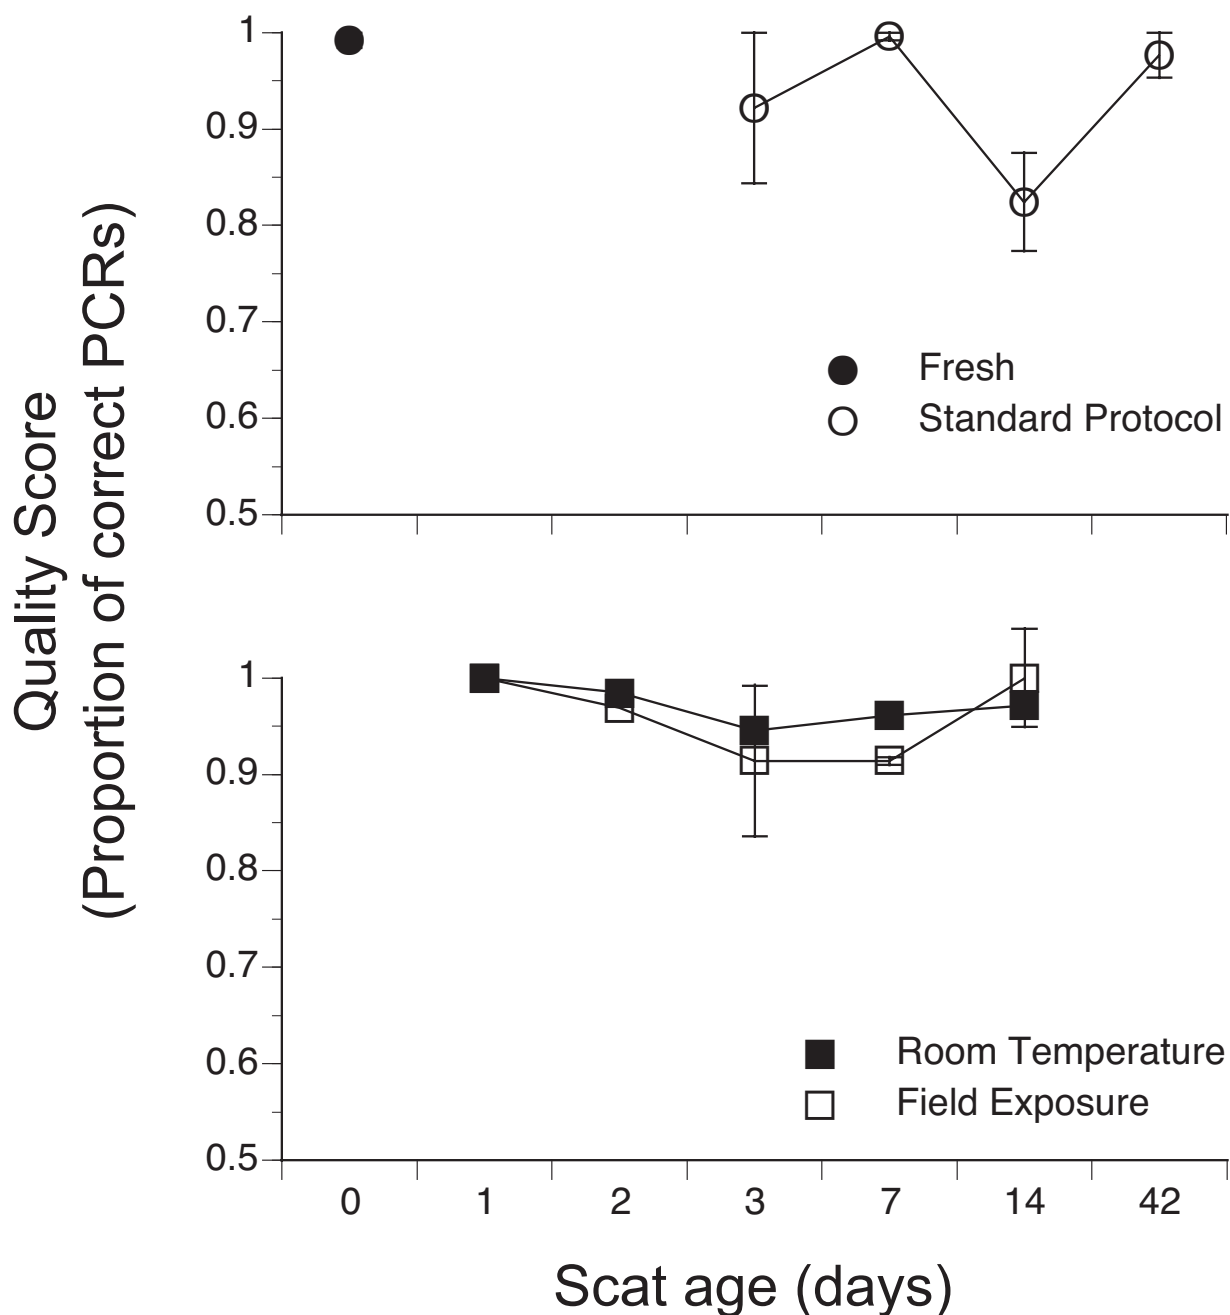 Quality Score
(Proportion of correct PCRs)
1
0.9
0.8
0.7
0.6
0.5
Fresh
Standard Protocol
1
0.9
0.8
0.7
0.6
0.5
Room Temperature
Field Exposure
0 1 2 3 7 14 42
Scat age (days)